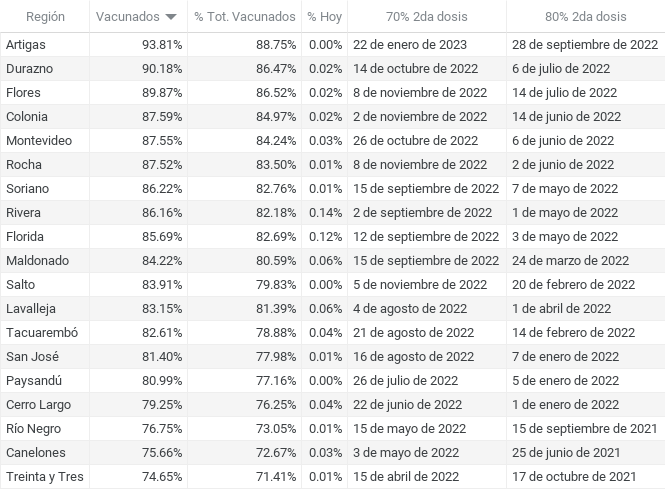 Región Vacunados % Tot. Vacunados % Hoy 70% 2da dosis 80% 2da dosis
Artigas 93.81% 88.75% 0.00% 22 de enero de 2023 28 de septiembre de 2022
Durazno 90.18% 86.47% 0.02% 14 de octubre de 2022 6 de julio de 2022
Flores 89.87% 86.52% 0.02% 8 de noviembre de 2022 14 de julio de 2022
Colonia 87.59% 84.97% 0.02% 2 de noviembre de 2022 14 de junio de 2022
Montevideo 87.55% 84.24% 0.03% 26 de octubre de 2022 6 de junio de 2022
Rocha 87.52% 83.50% 0.01% 8 de noviembre de 2022 2 de junio de 2022
Soriano 86.22% 82.76% 0.01% 15 de septiembre de 2022 7 de mayo de 2022
Rivera 86.16% 82.18% 0.14% 2 de septiembre de 2022 1 de mayo de 2022
Florida 85.69% 82.69% 0.12% 12 de septiembre de 2022 3 de mayo de 2022
Maldonado 84.22% 80.59% 0.06% 15 de septiembre de 2022 24 de marzo de 2022
Salto 83.91% 79.83% 0.00% 5 de noviembre de 2022 20 de febrero de 2022
Lavalleja 83.15% 81.39% 0.06% 4 de agosto de 2022 1 de abril de 2022
Tacuarembó 82.61% 78.88% 0.04% 21 de agosto de 2022 14 de febrero de 2022
San José 81.40% 77.98% 0.01% 16 de agosto de 2022 7 de enero de 2022
Paysandú 80.99% 77.16% 0.00% 26 de julio de 2022 5 de enero de 2022
Cerro Largo 79.25% 76.25% 0.04% 22 de junio de 2022 1 de enero de 2022
Río Negro 76.75% 73.05% 0.01% 15 de mayo de 2022 15 de septiembre de 2021
Canelones 75.66% 72.67% 0.03% 3 de mayo de 2022 25 de junio de 2021
Treinta y Tres 74.65% 71.41% 0.01% 15 de abril de 2022 17 de octubre de 2021